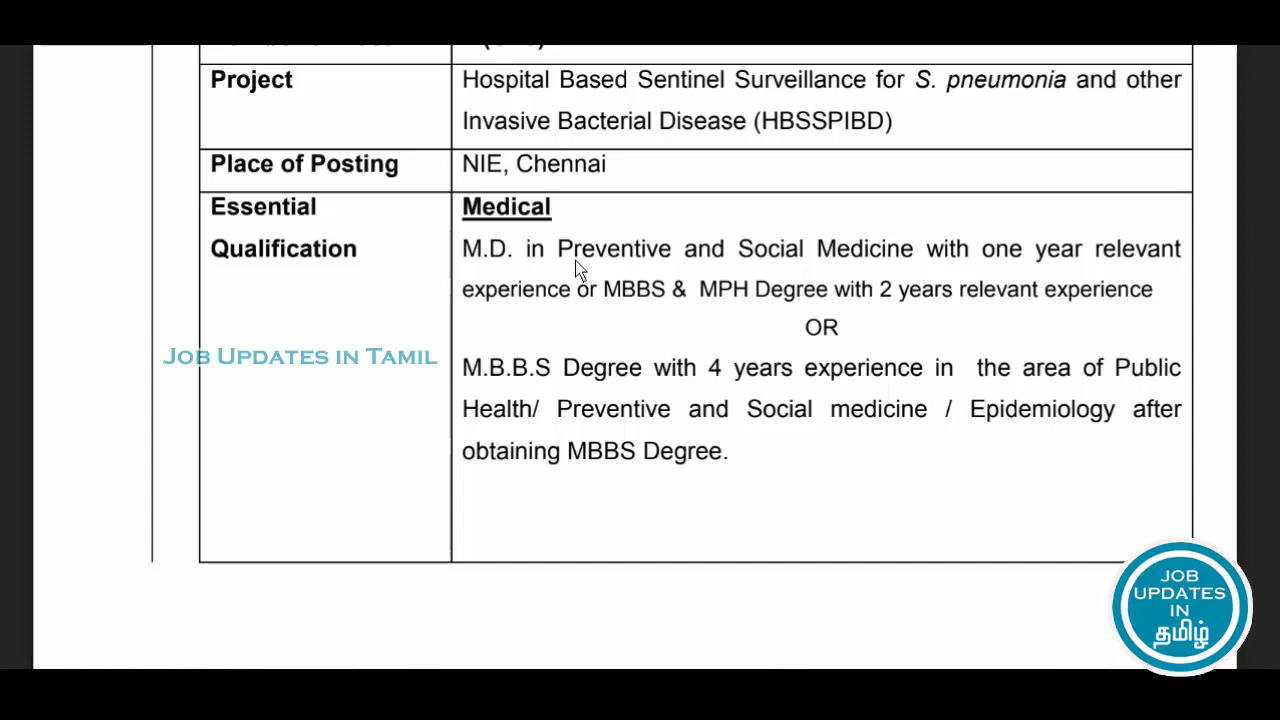 Project
Hospital Based Sentinel Surveillance for S. pneumonia and other
Invasive Bacterial Disease (HBSSPIBD)
Place of Posting
NIE, Chennai
Essential
Qualification
Medical
M.D. in Preventive and Social Medicine with one year relevant
experience or MBBS & MPH Degree with 2 years relevant experience
OR
M.B.B.S Degree with 4 years experience in the area of Public
Health/ Preventive and Social medicine / Epidemiology after
obtaining MBBS Degree.
JOB UPDATES IN TAMIL
JOB
UPDATES
IN
தமிழ்